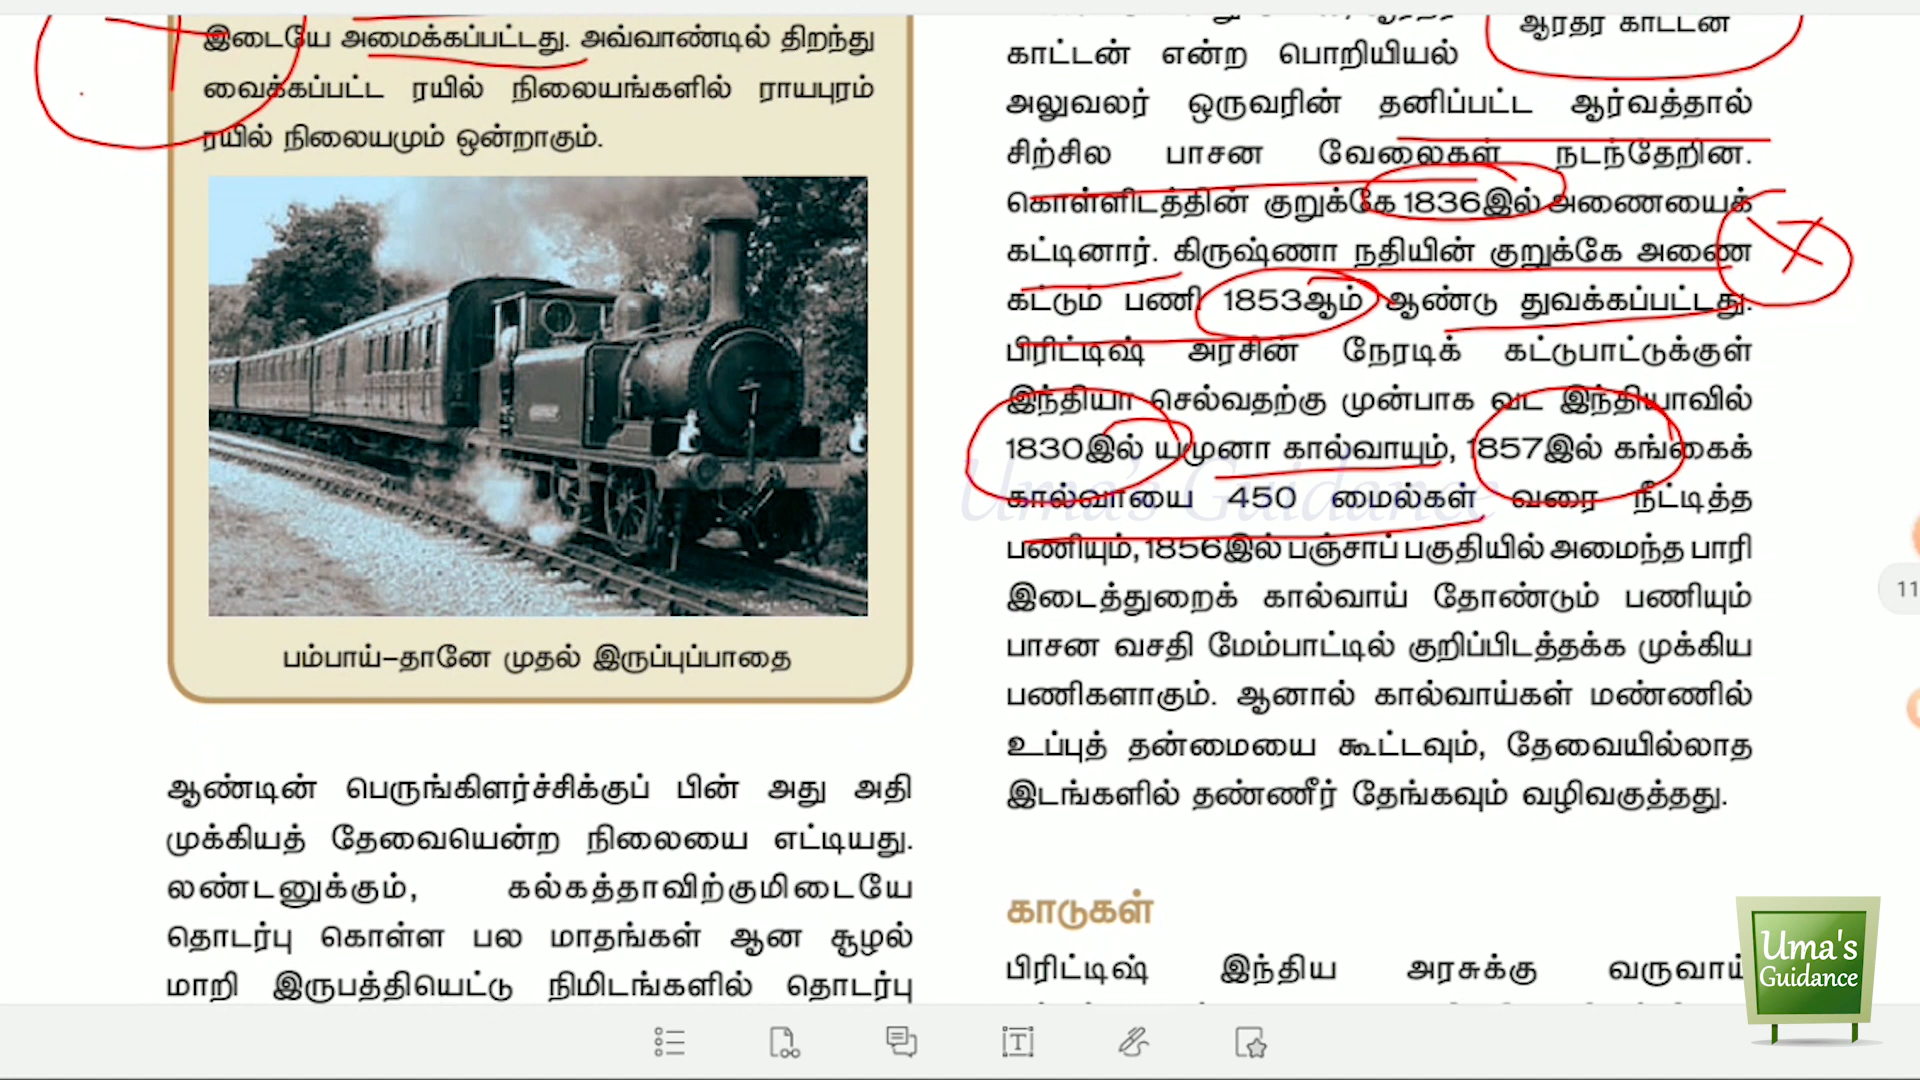 இடையே அமைக்கப்பட்டது. அவ்வாண்டில் திறந்து
வைக்கப்பட்ட ரயில் நிலையங்களில் ராயபுரம்
ரயில் நிலையமும் ஒன்றாகும்.
பம்பாய்–தானே முதல் இருப்புப்பாதை
ஆண்டின் பெருங்கிளர்ச்சிக்குப் பின் அது அதி
முக்கியத் தேவையென்ற நிலையை எட்டியது.
லண்டனுக்கும், கல்கத்தாவிற்குமிடையே
தொடர்பு கொள்ள பல மாதங்கள் ஆன சூழல்
மாறி இருபத்தியெட்டு நிமிடங்களில் தொடர்பு
ஆர்தர் காட்டன்
காட்டன் என்ற பொறியியல்
அலுவலர் ஒருவரின் தனிப்பட்ட ஆர்வத்தால்
சிற்சில பாசன வேலைகள் நடந்தேறின.
கொள்ளிடத்தின் குறுக்கே 1836இல் அணையைக்
கட்டினார். கிருஷ்ணா நதியின் குறுக்கே அணை
கட்டும் பணி 1853ஆம் ஆண்டு துவக்கப்பட்டது.
பிரிட்டிஷ் அரசின் நேரடிக் கட்டுபாட்டுக்குள்
இந்தியா செல்வதற்கு முன்பாக வட இந்தியாவில்
1830இல் யமுனா கால்வாயும், 1857இல் கங்கைக்
கால்வாயை 450 மைல்கள் வரை நீட்டித்த
பணியும், 1856இல் பஞ்சாப் பகுதியில் அமைந்த பாரி
இடைத்துறைக் கால்வாய் தோண்டும் பணியும்
பாசன வசதி மேம்பாட்டில் குறிப்பிடத்தக்க முக்கிய
பணிகளாகும். ஆனால் கால்வாய்கள் மண்ணில்
உப்புத் தன்மையை கூட்டவும், தேவையில்லாத
இடங்களில் தண்ணீர் தேங்கவும் வழிவகுத்தது.
காடுகள்
பிரிட்டிஷ் இந்திய அரசுக்கு வருவாய்
Uma's Guidance
11
Uma's
Guidance